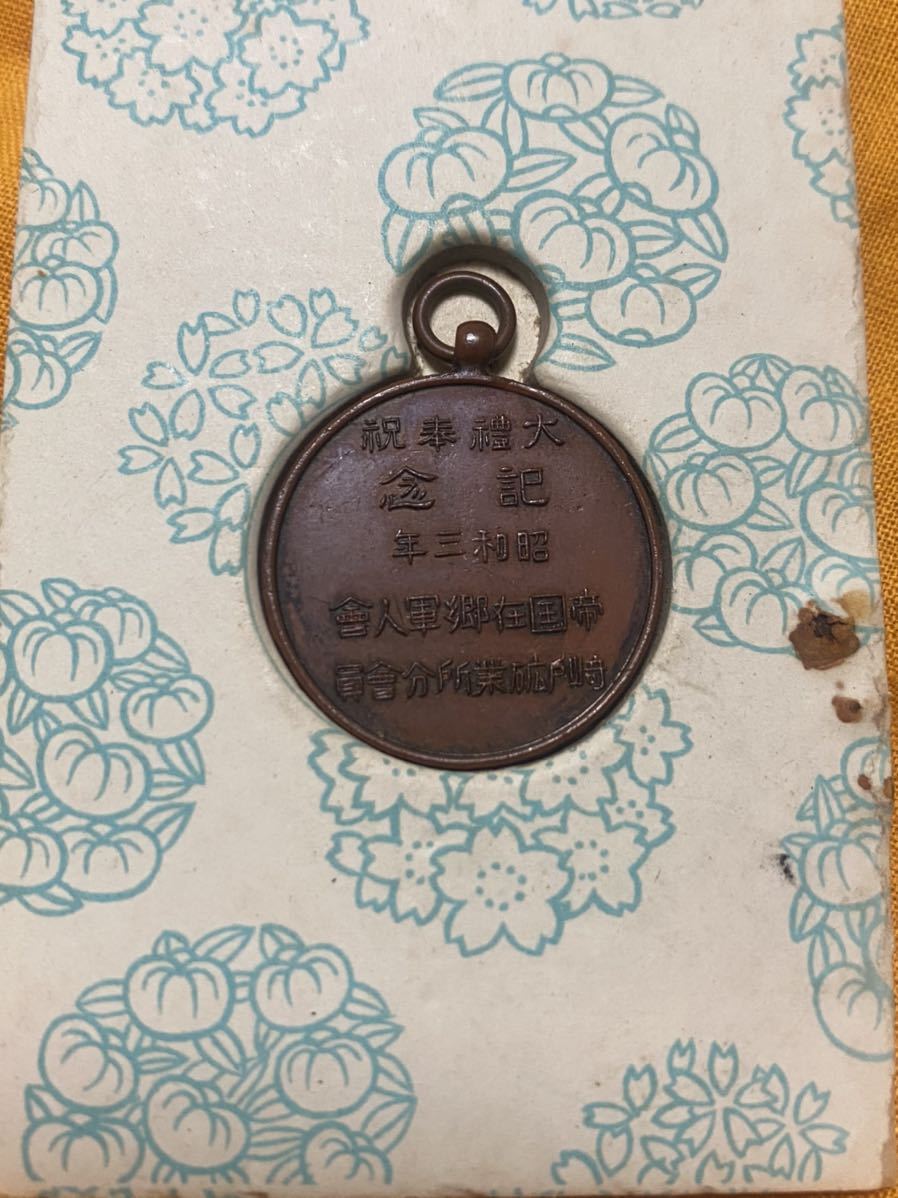 大禮奉祝
記念
昭和三年
帝国在郷軍人會
崎戸砿業所分會員